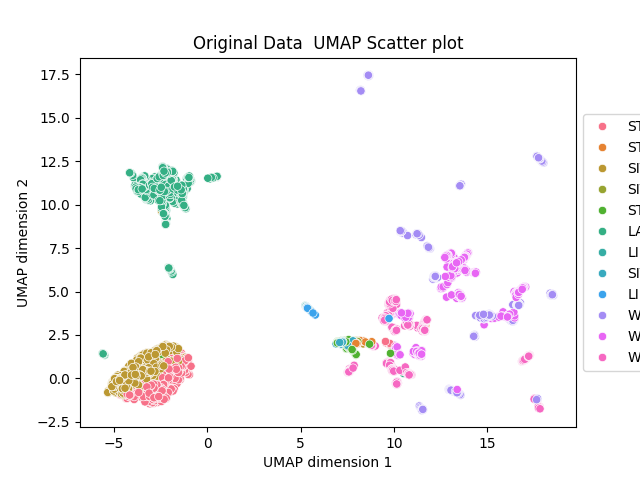 Original Data  UMAP Scatter plot
17.5
15.0
12.5
10.0
7.5
5.0
2.5
0.0
−2.5
UMAP dimension 2
−5
0
5
10
15
UMAP dimension 1
ST
ST
SI
SI
ST
LA
LI
SI
LI
W
W
W